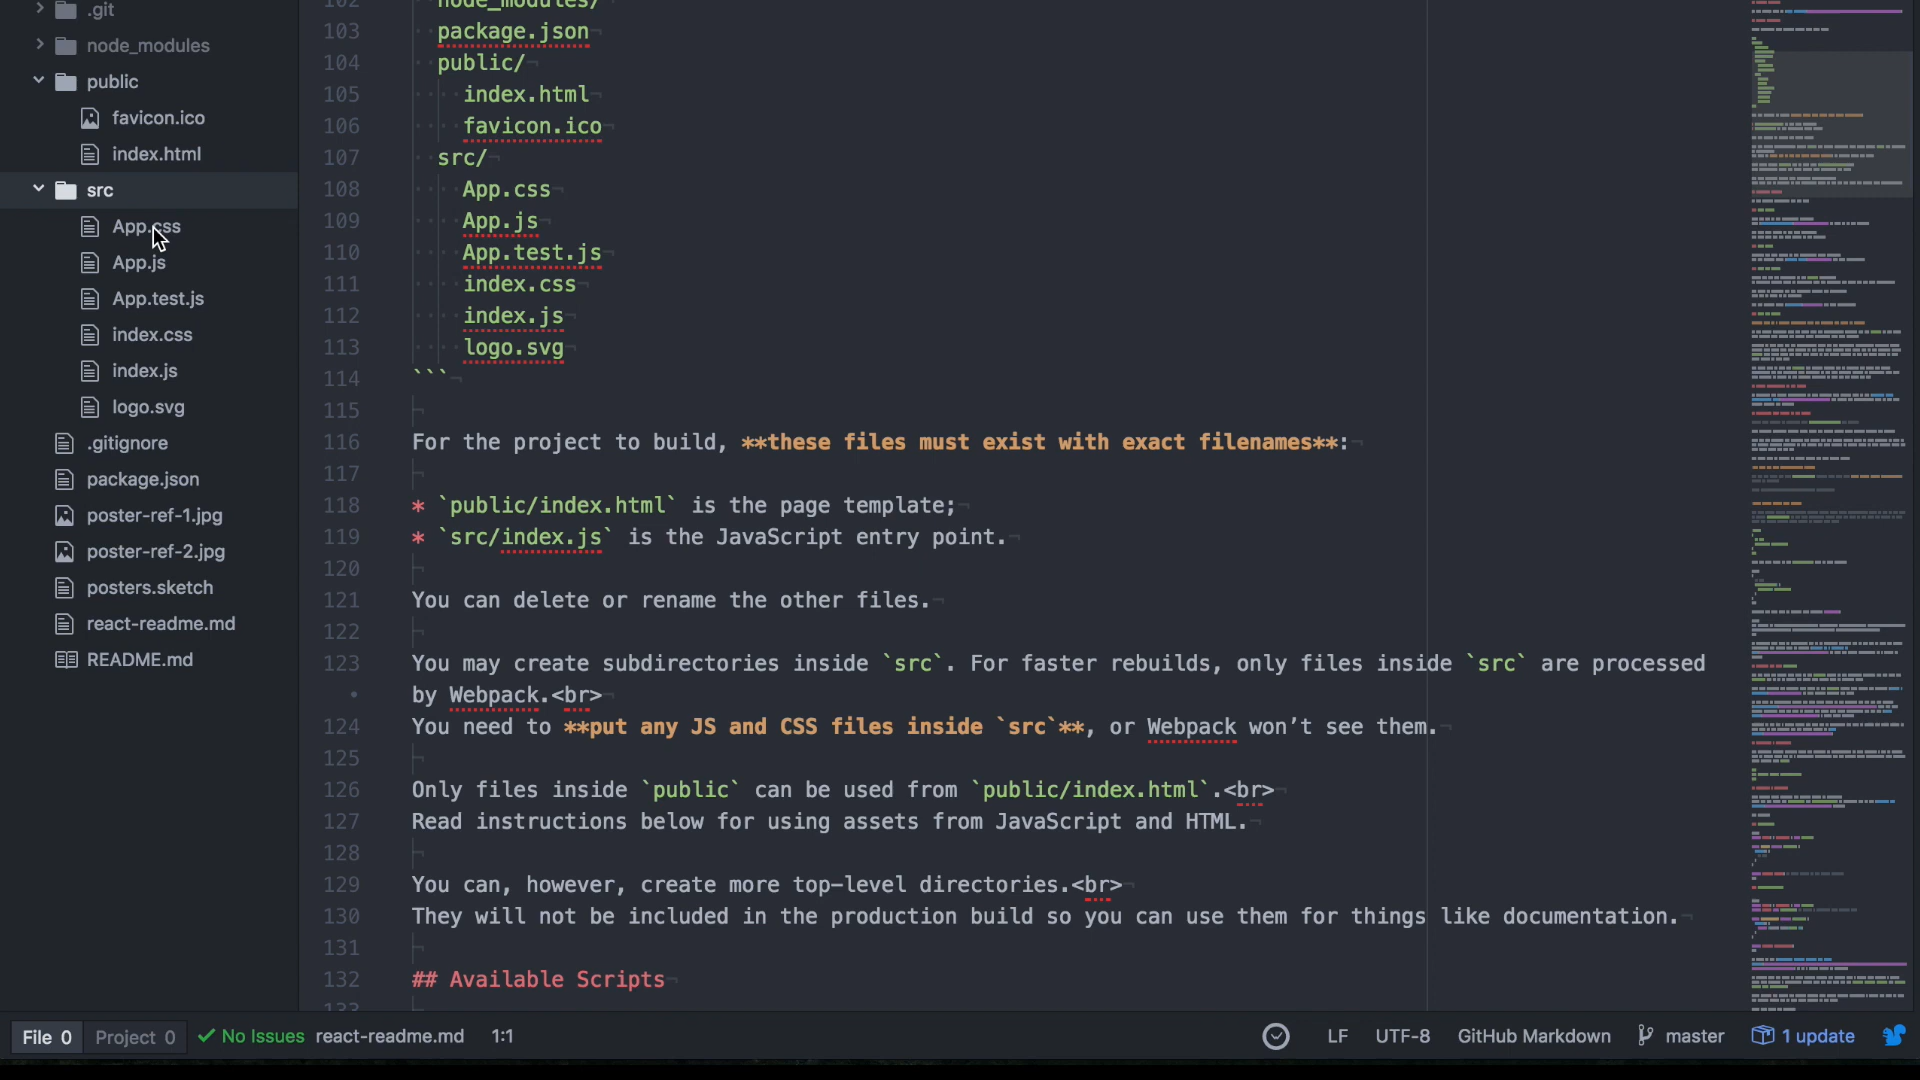 .git
node_modules
public
favicon.ico
index.html
src
App.css
App.js
App.test.js
index.css
index.js
logo.svg
.gitignore
package.json
poster-ref-1.jpg
poster-ref-2.jpg
posters.sketch
react-readme.md
README.md
102 node_modules/
103 package.json
104 public/
105 index.html
106 favicon.ico
107 src/
108 App.css
109 App.js
110 App.test.js
111 index.css
112 index.js
113 logo.svg
114 ```
115
116 For the project to build, **these files must exist with exact filenames**:
117
118 * `public/index.html` is the page template;
119 * `src/index.js` is the JavaScript entry point.
120
121 You can delete or rename the other files.
122
123 You may create subdirectories inside `src`. For faster rebuilds, only files inside `src` are processed
• by Webpack.<br>
124 You need to **put any JS and CSS files inside `src`**, or Webpack won’t see them.
125
126 Only files inside `public` can be used from `public/index.html`.<br>
127 Read instructions below for using assets from JavaScript and HTML.
128
129 You can, however, create more top-level directories.<br>
130 They will not be included in the production build so you can use them for things like documentation.
131
132 ## Available Scripts
133
File 0 Project 0 No Issues react-readme.md 1:1 LF UTF-8 GitHub Markdown master 1 update